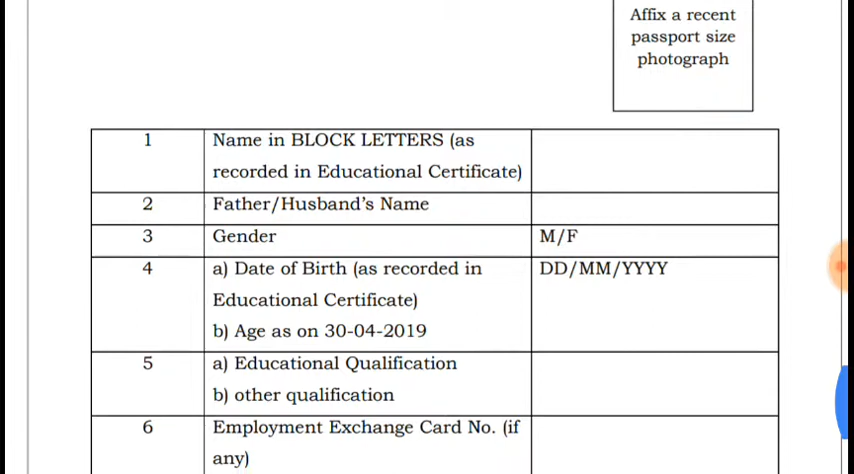 Affix a recent
passport size
photograph
1 Name in BLOCK LETTERS (as
recorded in Educational Certificate)
2 Father/Husband's Name
3 Gender M/F
4 a) Date of Birth (as recorded in DD/MM/YYYY
Educational Certificate)
b) Age as on 30-04-2019
5 a) Educational Qualification
b) other qualification
6 Employment Exchange Card No. (if
any)